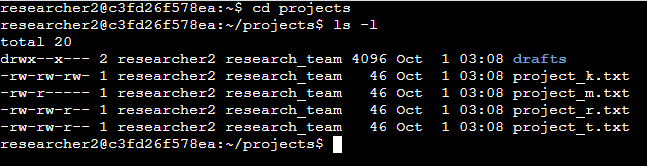 researcher2@c3fd26f578ea:~$ cd projects
researcher2@c3fd26f578ea:~/projects$ ls -l
total 20
drwx--x--- 2 researcher2 research_team 4096 Oct  1 03:08 drafts
-rw-rw-rw- 1 researcher2 research_team   46 Oct  1 03:08 project_k.txt
-rw-r----- 1 researcher2 research_team   46 Oct  1 03:08 project_m.txt
-rw-rw-r-- 1 researcher2 research_team   46 Oct  1 03:08 project_r.txt
-rw-rw-r-- 1 researcher2 research_team   46 Oct  1 03:08 project_t.txt
researcher2@c3fd26f578ea:~/projects$